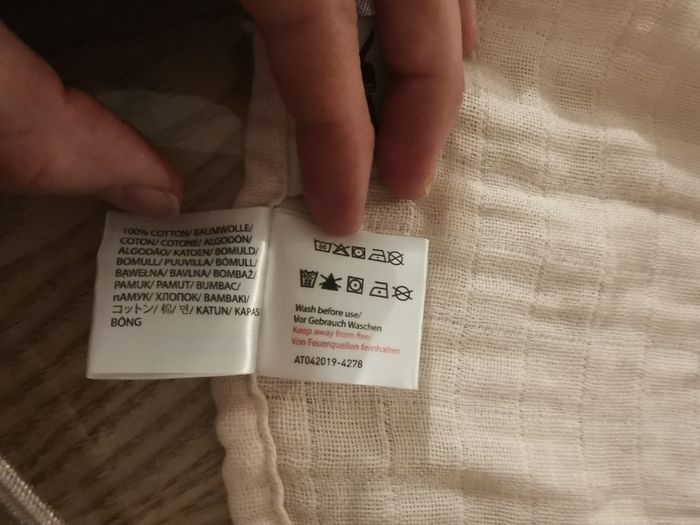 100% COTTON/ BAUMWOLLE/
COTON/ COTONE/ ALGODÓN/
ALGODÃO/ KATOEN/ BOMULD/
BOMULL/ PUUVILLA/ BÓMULL/
BAWEŁNA/ BAVLNA/ BOMBAŽ/
PAMUK/ PAMUT/ BUMBAC/
пАМУК/ ХЛОПОК/ BAMBAKI/
コットン/ 棉/ 면/ KATUN/ KAPAS
BÔNG
Wash before use/
Vor Gebrauch Waschen
Keep away from fire/
Von Feuerquellen fernhalten
AT042019-4278